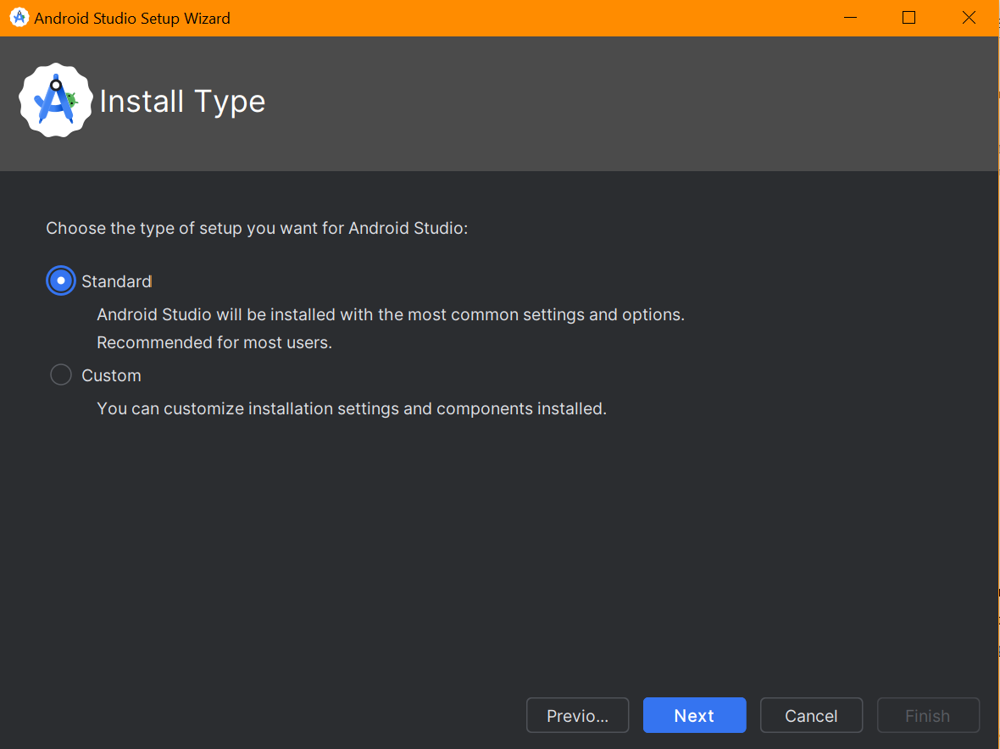 Android Studio Setup Wizard
Install Type
Choose the type of setup you want for Android Studio:
Standard
Android Studio will be installed with the most common settings and options.
Recommended for most users.
Custom
You can customize installation settings and components installed.
Previo... Next Cancel Finish